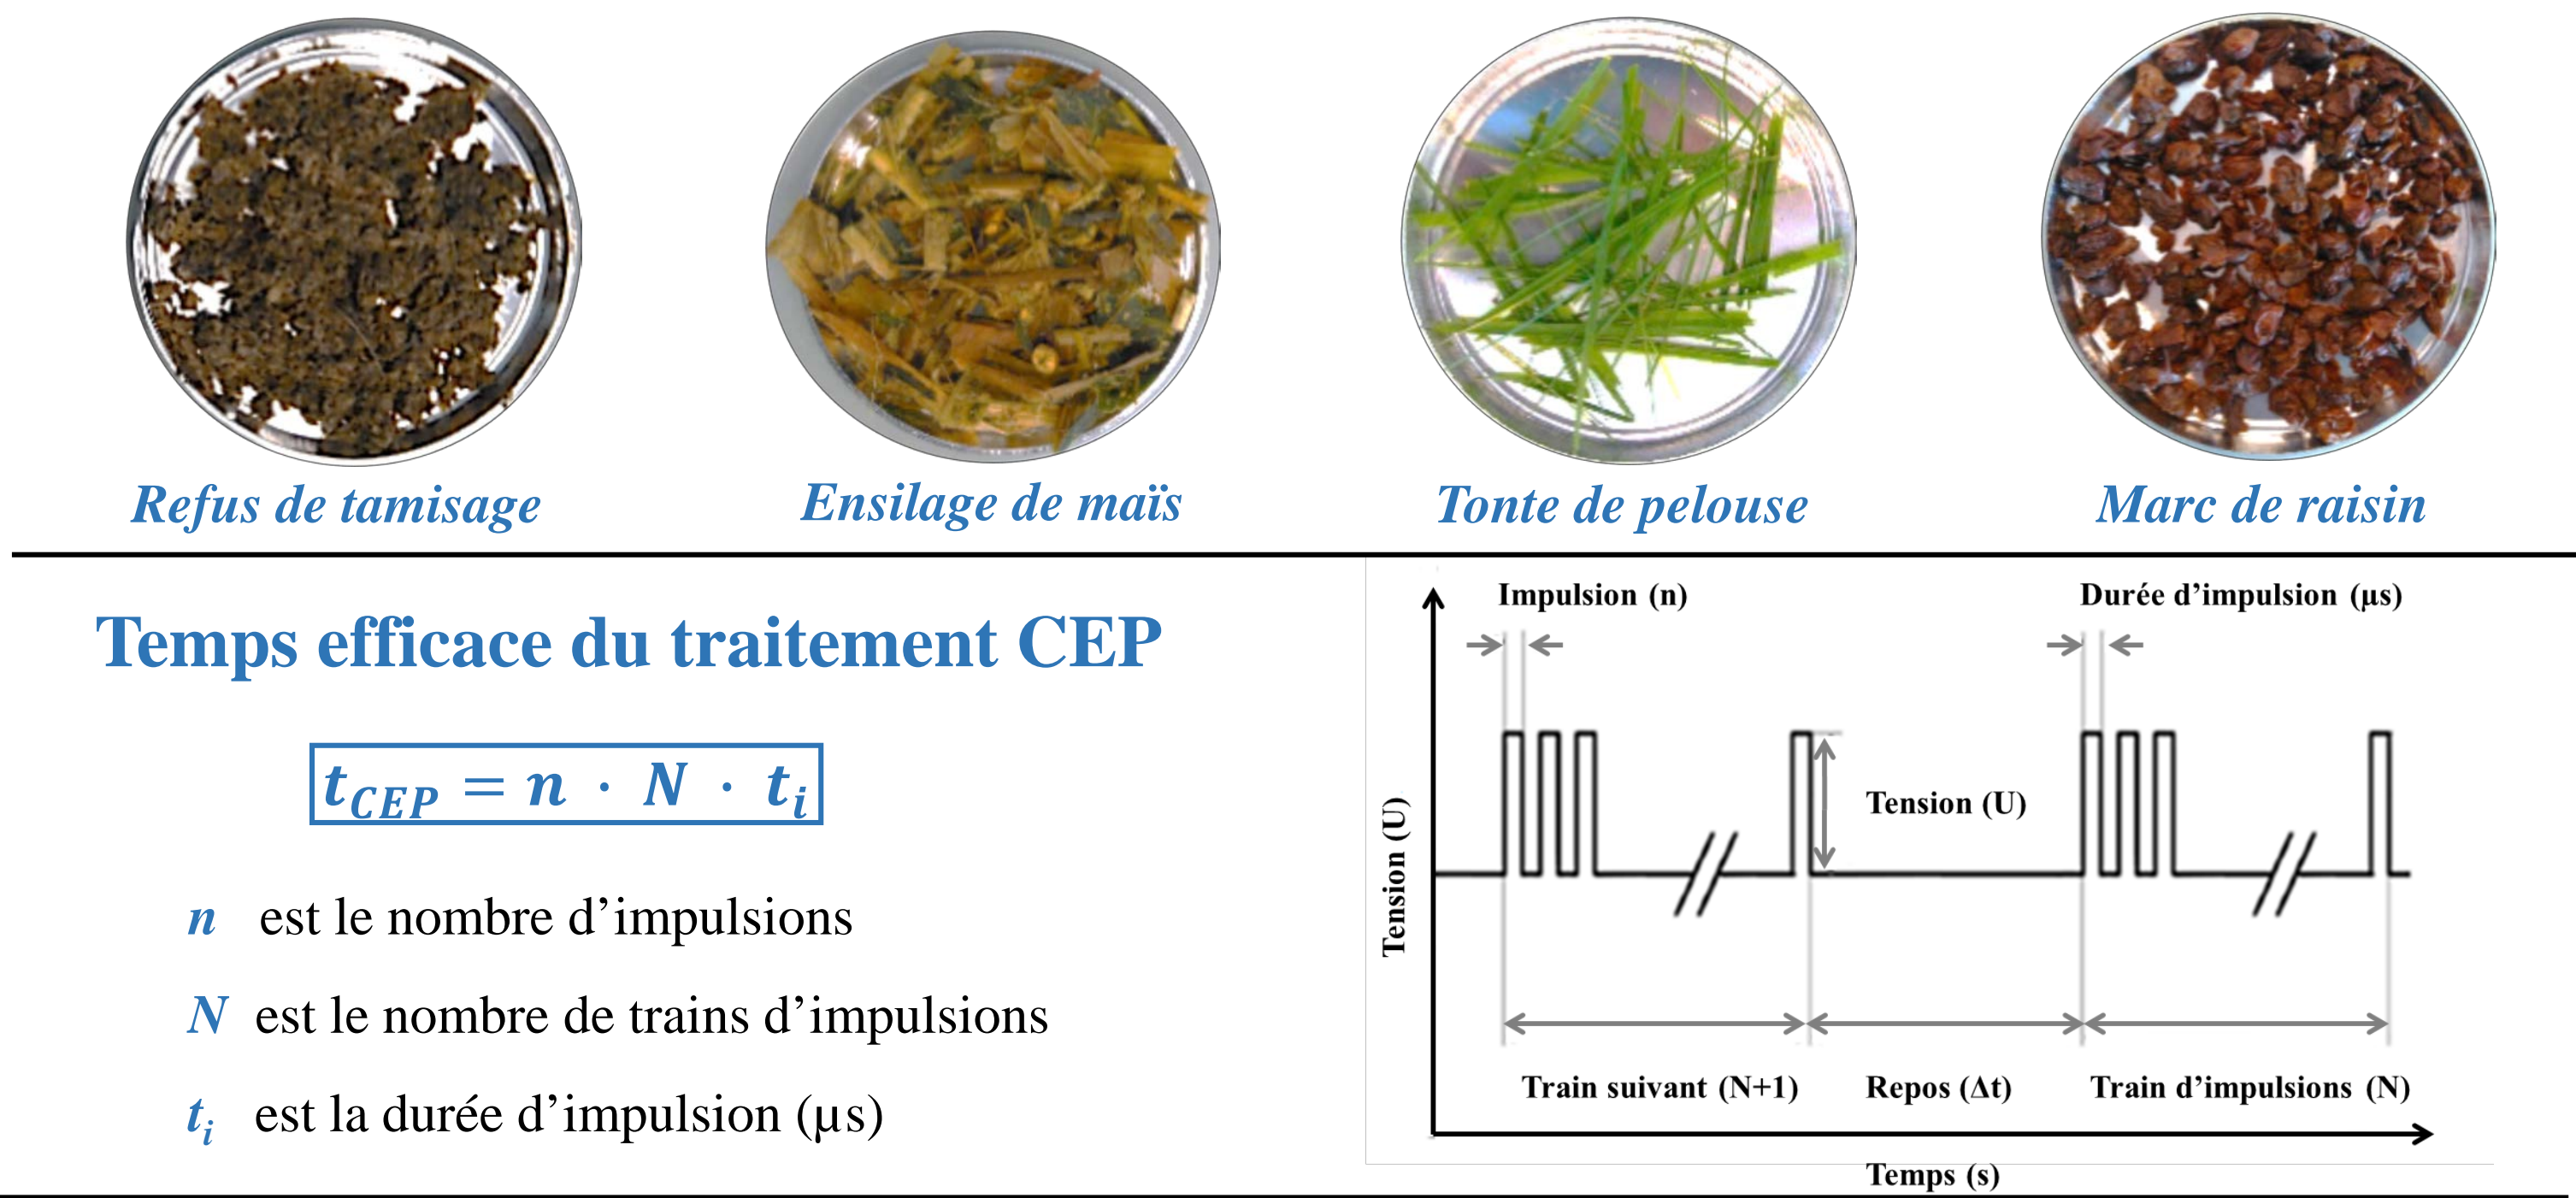 Refus de tamisage
Ensilage de maïs
Tonte de pelouse
Marc de raisin
Temps efficace du traitement CEP
t_CEP = n · N · t_i
n est le nombre d’impulsions
N est le nombre de trains d’impulsions
t_i est la durée d’impulsion (µs)
Impulsion (n)
Durée d’impulsion (µs)
Tension (U)
Tension (U)
Train suivant (N+1)
Repos (Δt)
Train d’impulsions (N)
Temps (s)